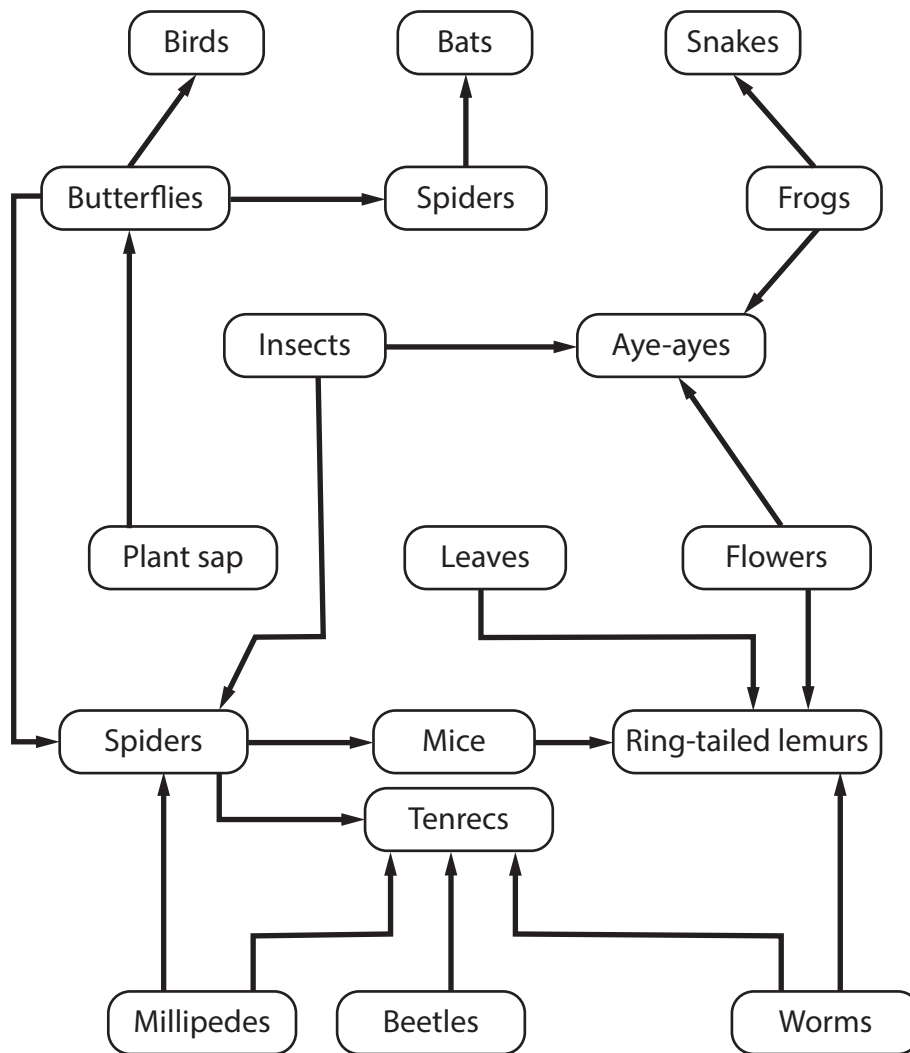 Birds
Bats
Snakes
Butterflies
Spiders
Frogs
Insects
Aye-ayes
Plant sap
Leaves
Flowers
Spiders
Mice
Ring-tailed lemurs
Tenrecs
Millipedes
Beetles
Worms